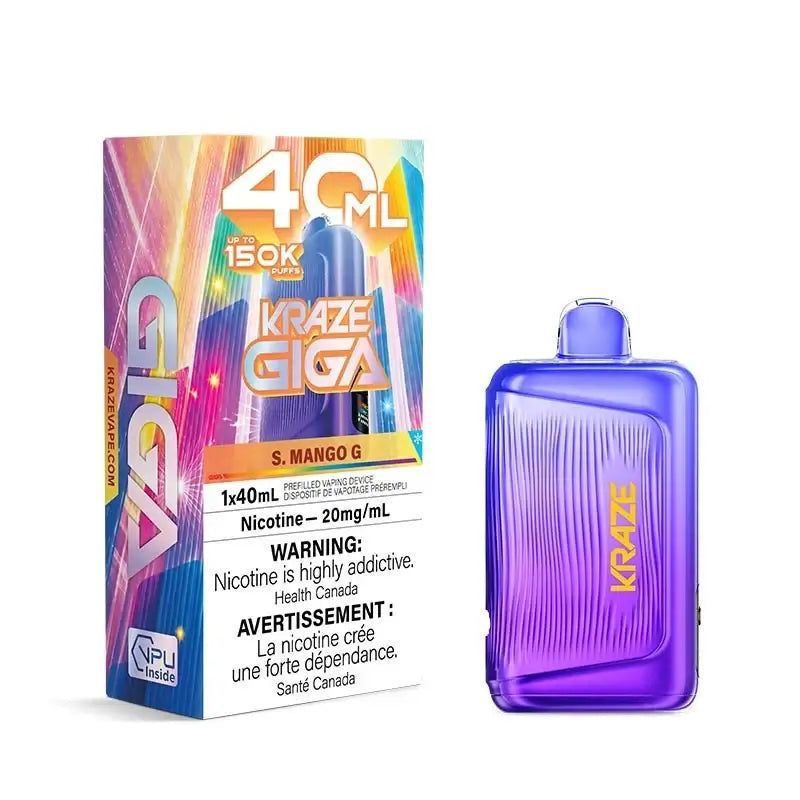 40ML
UP TO
150K
PUFFS
KRAZE
GIGA
S. MANGO G
1x40mL PREFILLED VAPING DEVICE
DISPOSITIF DE VAPOTAGE PRÉREMPLI
Nicotine — 20mg/mL
WARNING:
Nicotine is highly addictive.
Health Canada
AVERTISSEMENT :
La nicotine crée
une forte dépendance.
Santé Canada
GIGA
KRAZEVAPE.COM
VPU
Inside
KRAZE